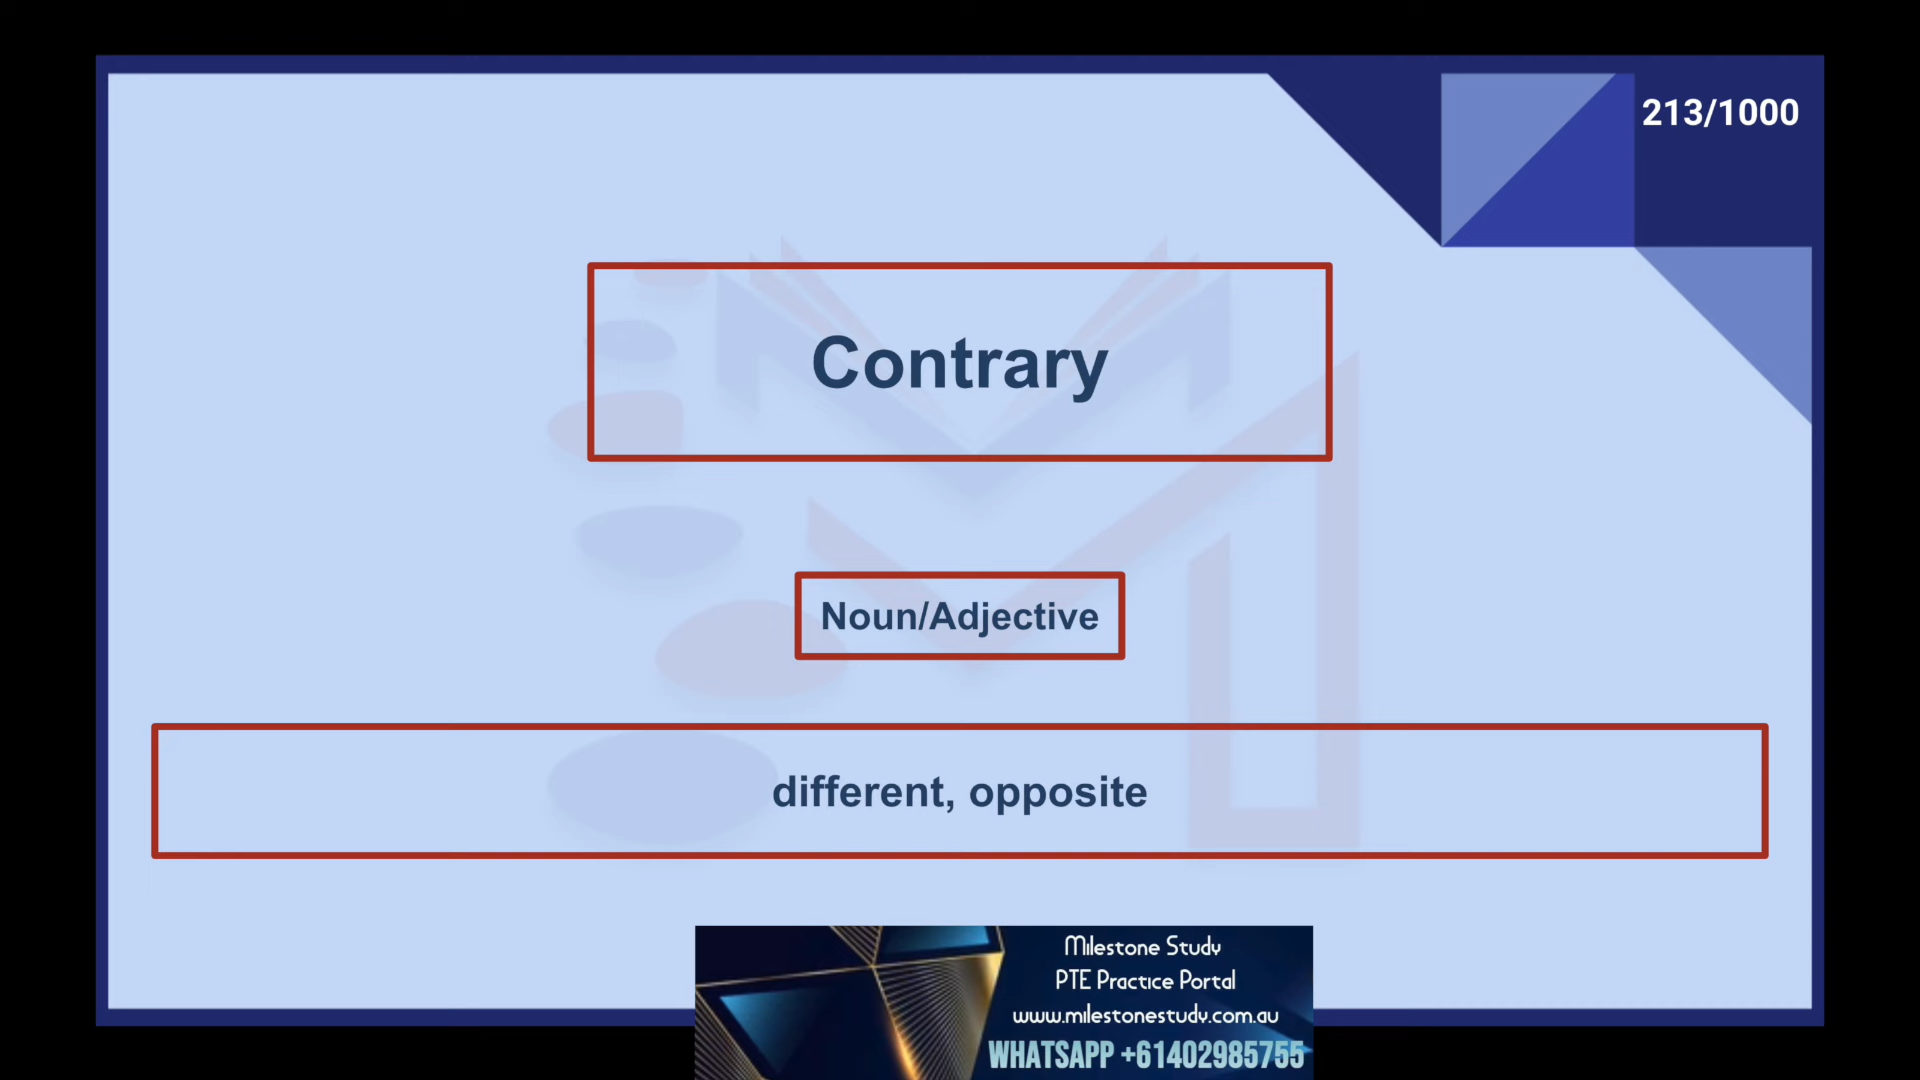 213/1000
Contrary
Noun/Adjective
different, opposite
Milestone Study
PTE Practice Portal
www.milestonestudy.com.au
WHATSAPP +61402985755